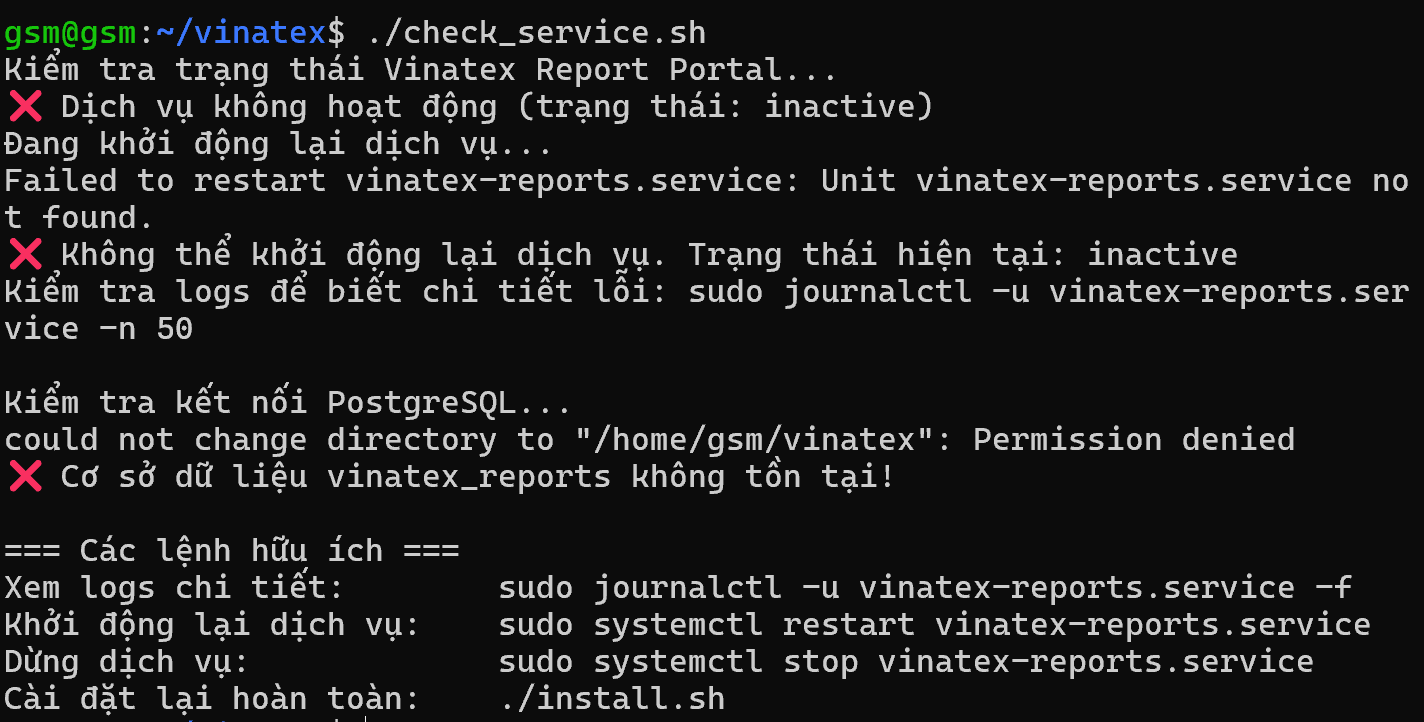 gsm@gsm:~/vinatex$ ./check_service.sh
Kiểm tra trạng thái Vinatex Report Portal...
❌ Dịch vụ không hoạt động (trạng thái: inactive)
Đang khởi động lại dịch vụ...
Failed to restart vinatex-reports.service: Unit vinatex-reports.service no
t found.
❌ Không thể khởi động lại dịch vụ. Trạng thái hiện tại: inactive
Kiểm tra logs để biết chi tiết lỗi: sudo journalctl -u vinatex-reports.ser
vice -n 50
Kiểm tra kết nối PostgreSQL...
could not change directory to "/home/gsm/vinatex": Permission denied
❌ Cơ sở dữ liệu vinatex_reports không tồn tại!
=== Các lệnh hữu ích ===
Xem logs chi tiết: sudo journalctl -u vinatex-reports.service -f
Khởi động lại dịch vụ: sudo systemctl restart vinatex-reports.service
Dừng dịch vụ: sudo systemctl stop vinatex-reports.service
Cài đặt lại hoàn toàn: ./install.sh